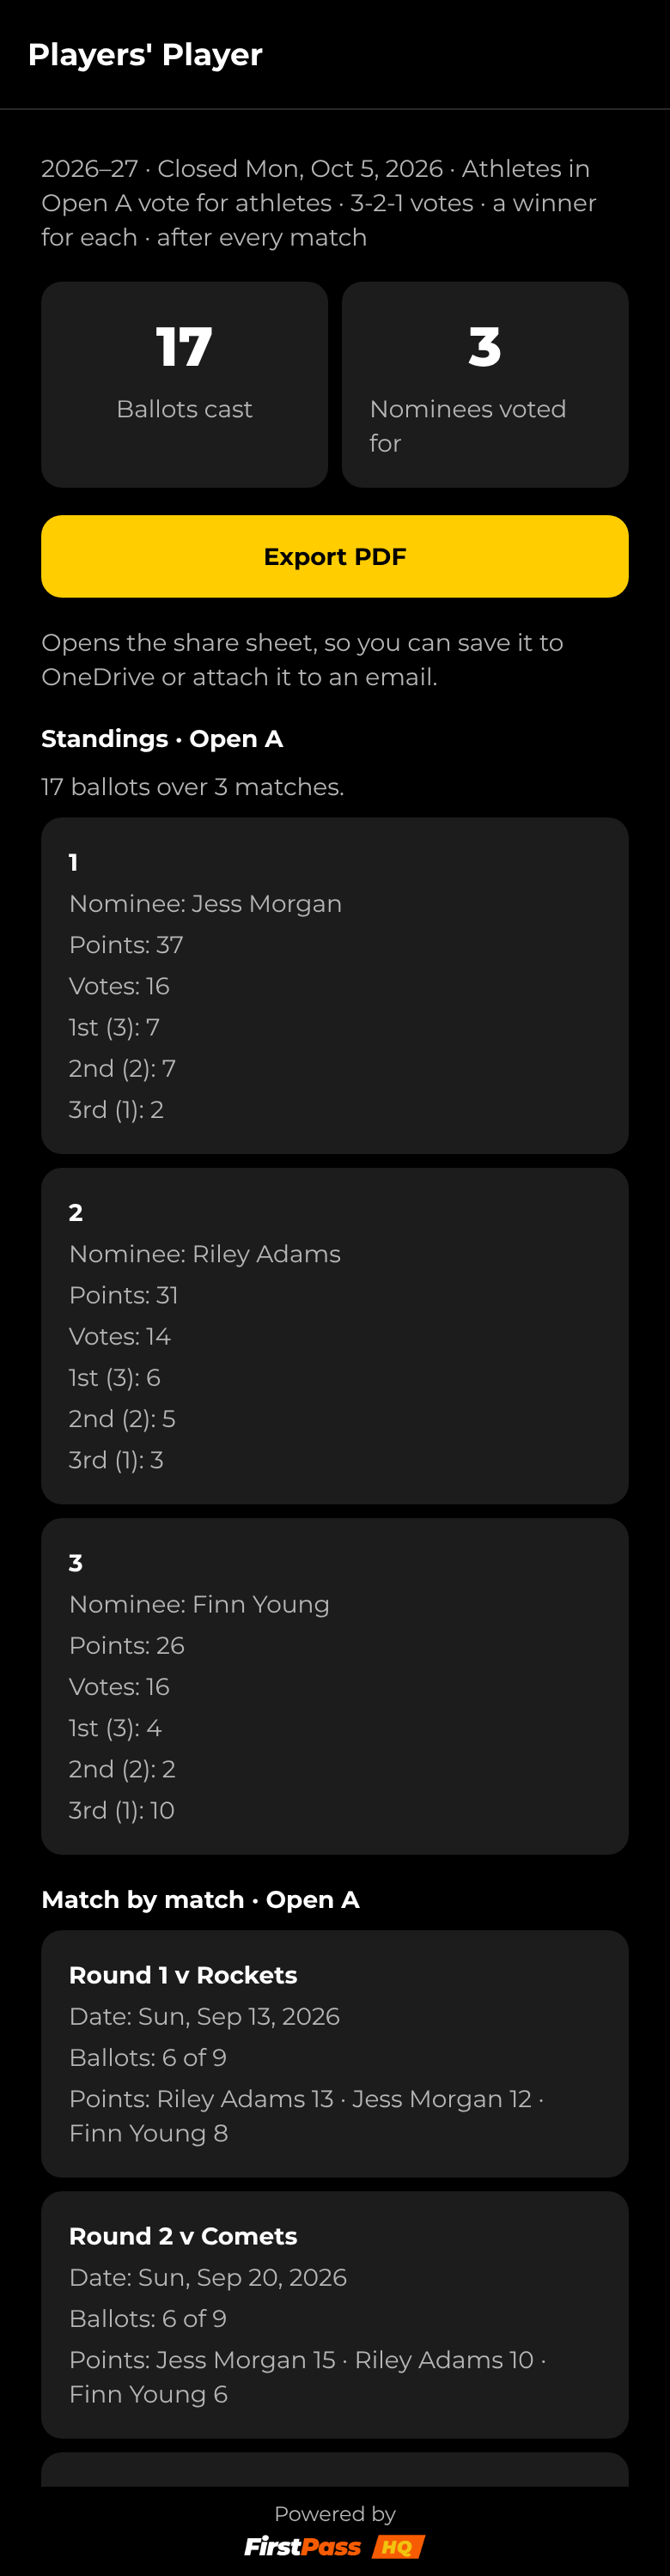 Players' Player
2026–27 · Closed Mon, Oct 5, 2026 · Athletes in
Open A vote for athletes · 3-2-1 votes · a winner
for each · after every match
17
Ballots cast
3
Nominees voted
for
Export PDF
Opens the share sheet, so you can save it to
OneDrive or attach it to an email.
Standings · Open A
17 ballots over 3 matches.
1
Nominee: Jess Morgan
Points: 37
Votes: 16
1st (3): 7
2nd (2): 7
3rd (1): 2
2
Nominee: Riley Adams
Points: 31
Votes: 14
1st (3): 6
2nd (2): 5
3rd (1): 3
3
Nominee: Finn Young
Points: 26
Votes: 16
1st (3): 4
2nd (2): 2
3rd (1): 10
Match by match · Open A
Round 1 v Rockets
Date: Sun, Sep 13, 2026
Ballots: 6 of 9
Points: Riley Adams 13 · Jess Morgan 12 ·
Finn Young 8
Round 2 v Comets
Date: Sun, Sep 20, 2026
Ballots: 6 of 9
Points: Jess Morgan 15 · Riley Adams 10 ·
Finn Young 6
Powered by
FirstPass HQ